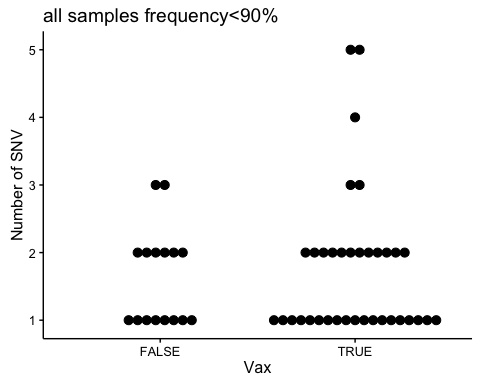 all samples frequency<90%
Number of SNV
5
4
3
2
1
FALSE
TRUE
Vax